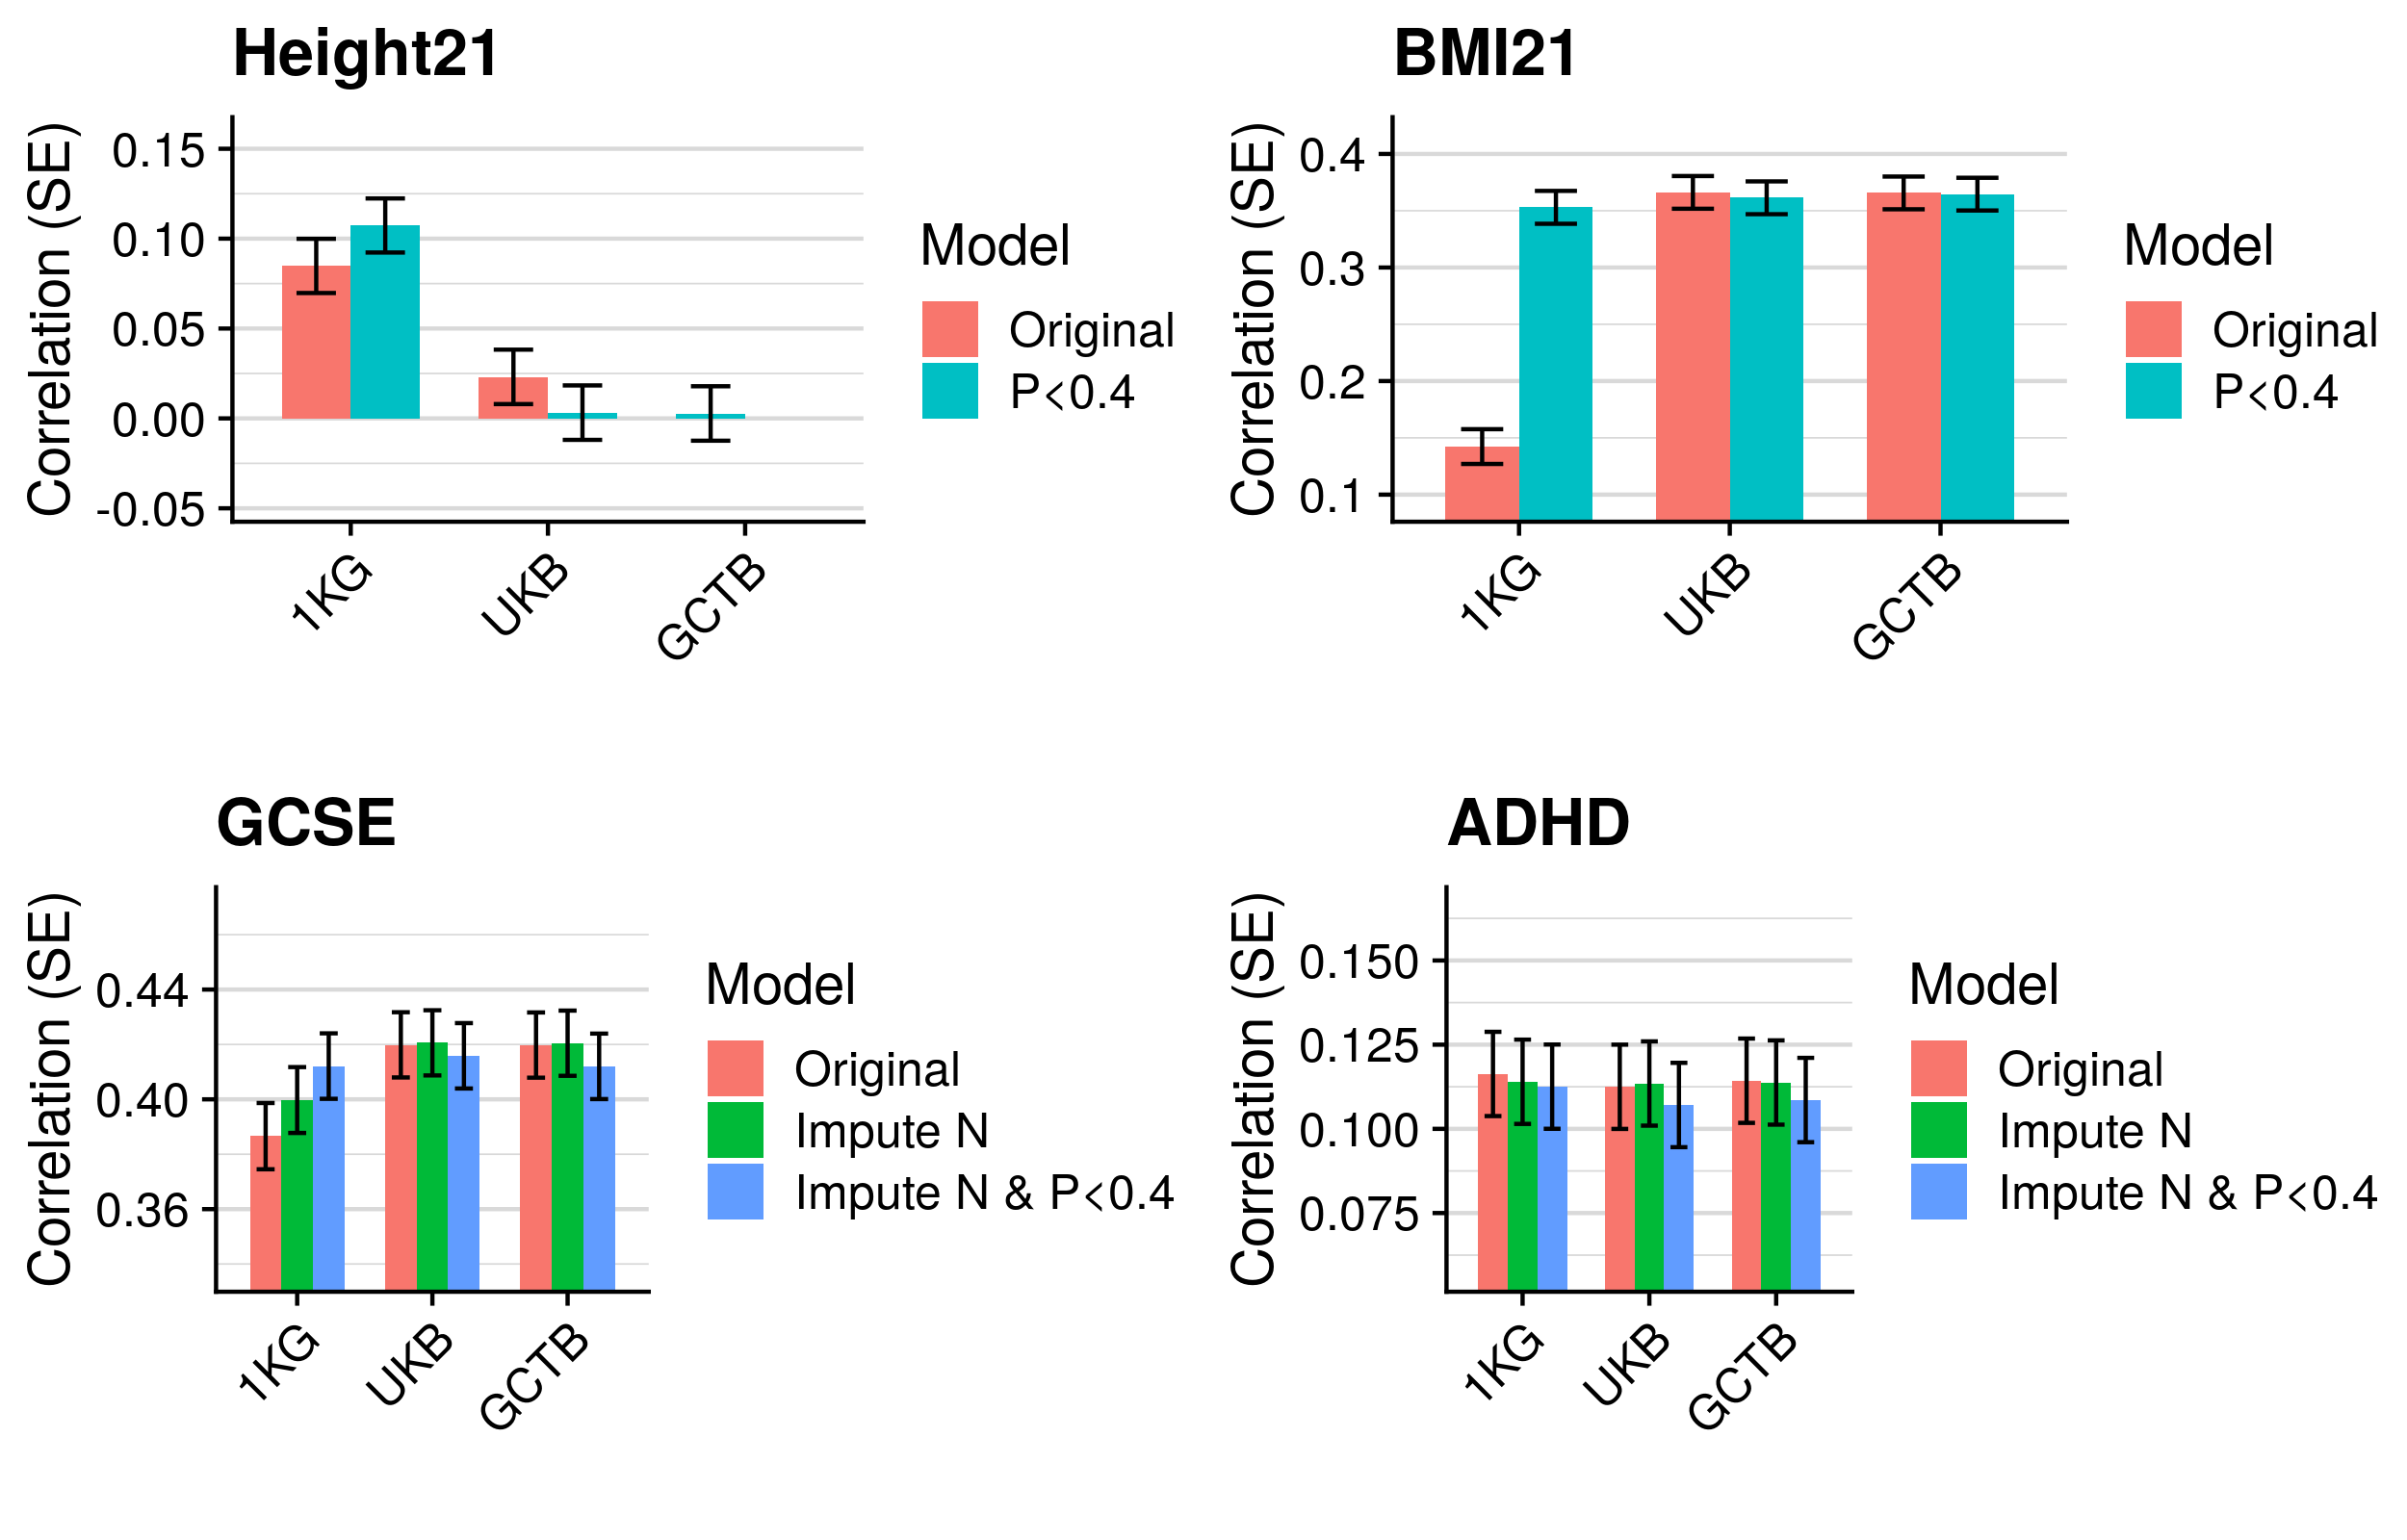 Height21
Correlation (SE)
0.15
0.10
0.05
0.00
-0.05
1KG
UKB
GCTB
Model
Original
P<0.4
BMI21
Correlation (SE)
0.4
0.3
0.2
0.1
1KG
UKB
GCTB
Model
Original
P<0.4
GCSE
Correlation (SE)
0.44
0.40
0.36
1KG
UKB
GCTB
Model
Original
Impute N
Impute N & P<0.4
ADHD
Correlation (SE)
0.150
0.125
0.100
0.075
1KG
UKB
GCTB
Model
Original
Impute N
Impute N & P<0.4